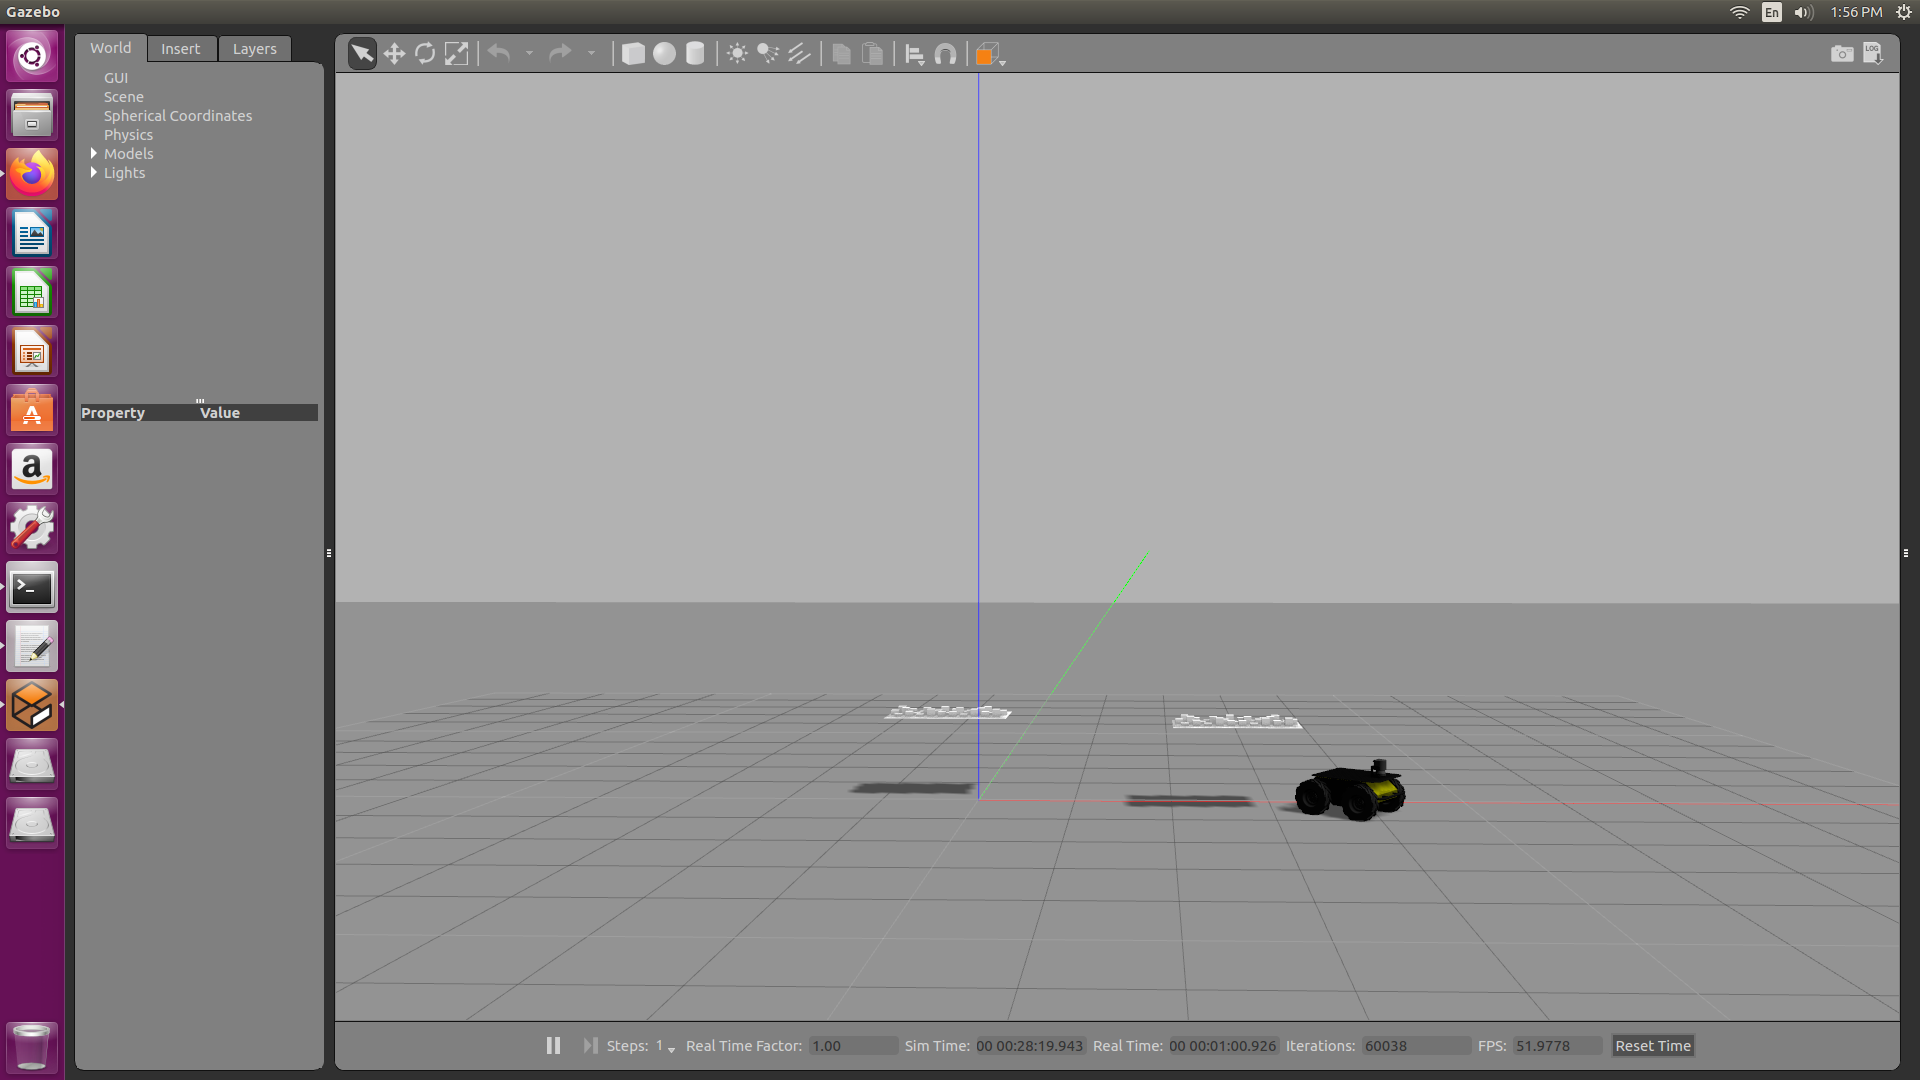 Gazebo
En
1:56 PM
World
Insert
Layers
LOG
GUI
Scene
Spherical Coordinates
Physics
Models
Lights
Property Value
Steps: 1 Real Time Factor: 1.00 Sim Time: 00 00:28:19.943 Real Time: 00 00:01:00.926 Iterations: 60038 FPS: 51.9778 Reset Time